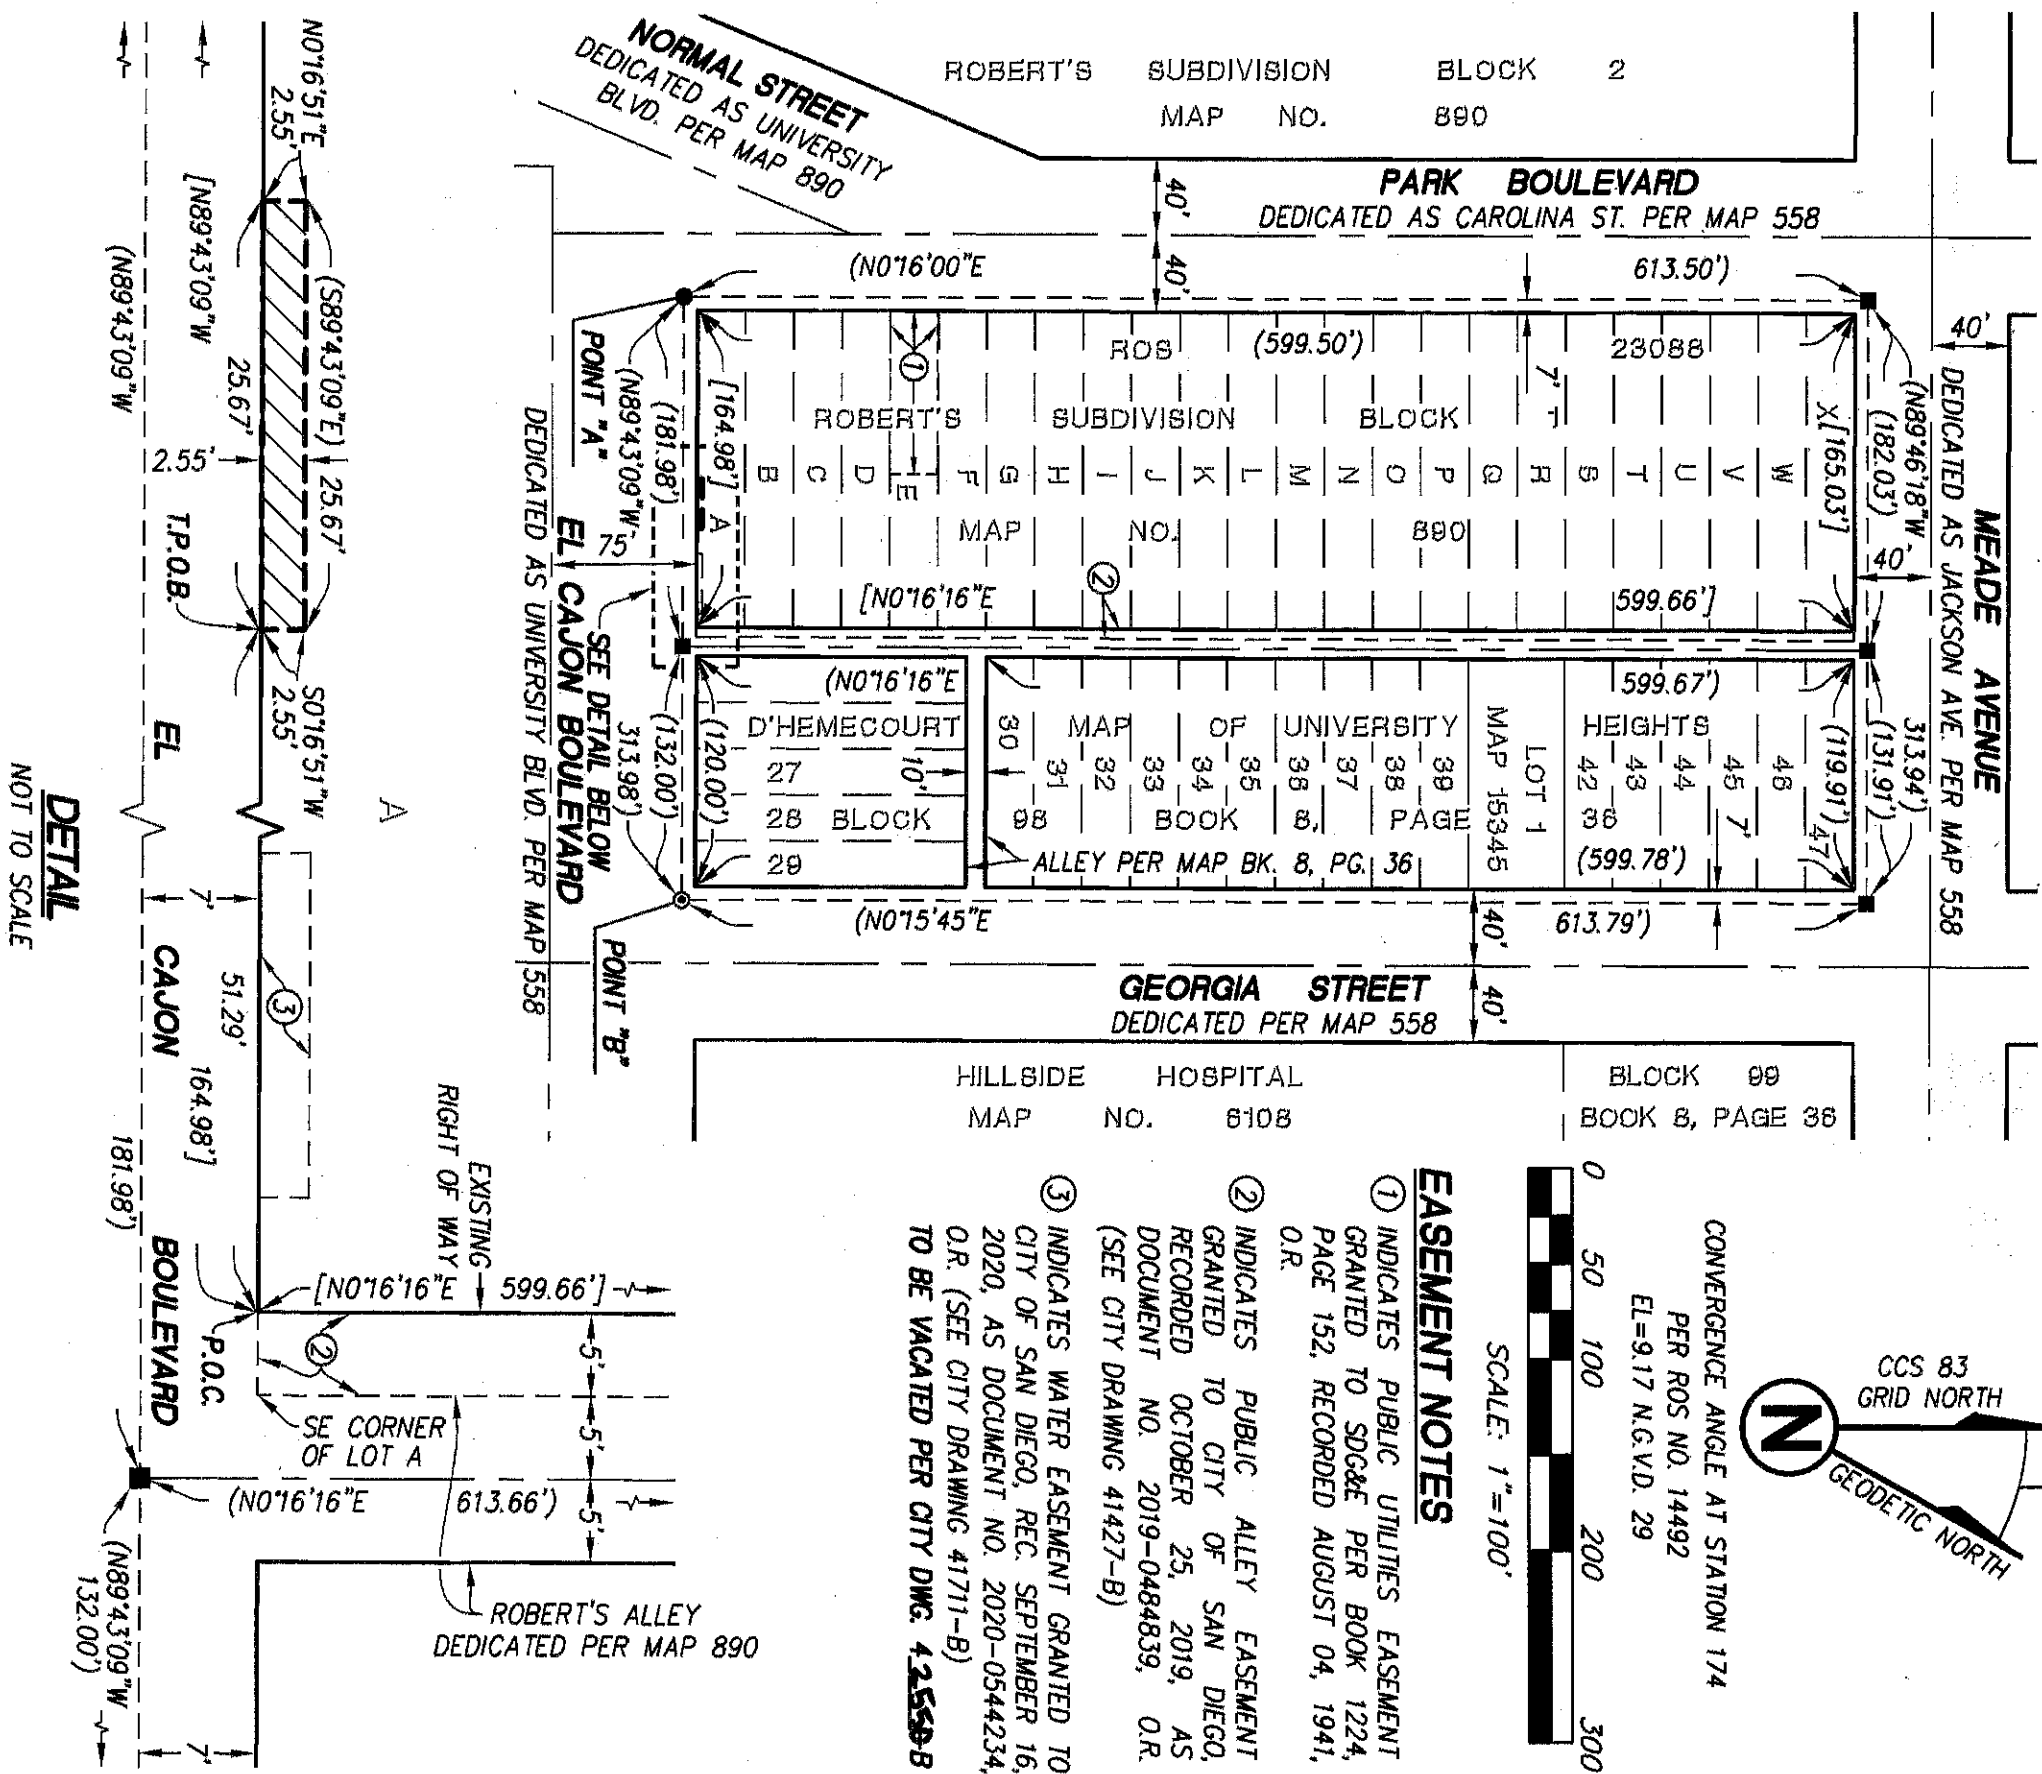 ROBERT'S SUBDIVISION BLOCK 2
MAP NO. 890
NORMAL STREET
DEDICATED AS UNIVERSITY
BLVD. PER MAP 890
PARK BOULEVARD
DEDICATED AS CAROLINA ST. PER MAP 558
40'
40'
(N0°16'00"E 613.50')
POINT "A"
(N89°43'09"W
(181.98')
[164.98']
ROS 23088
(599.50')
7'
1
ROBERT'S SUBDIVISION BLOCK
X [165.03']
A B C D E F G H I J K L M N O P Q R S T U V W
T
MAP NO. 890
2
[N0°16'16"E 599.66']
40'
(N89°46'18"W
(182.03')
40'
MEADE AVENUE
DEDICATED AS JACKSON AVE. PER MAP 558
313.94')
(131.91')
(119.91')
75'
SEE DETAIL BELOW
EL CAJON BOULEVARD
DEDICATED AS UNIVERSITY BLVD. PER MAP 558
313.98')
(132.00')
(120.00')
(N0°16'16"E 599.67')
D'HEMECOURT MAP OF UNIVERSITY HEIGHTS
27 28 29
10'
30 31 32 33 34 35 36 37 38 39
MAP 15345
LOT 1
42 43 44 45 46 47
BLOCK 98 BOOK 8, PAGE 36
7'
ALLEY PER MAP BK. 8, PG. 36
(599.78')
(N0°15'45"E 613.79')
POINT "B"
40'
40'
GEORGIA STREET
DEDICATED PER MAP 558
HILLSIDE HOSPITAL
MAP NO. 6108
BLOCK 99
BOOK 8, PAGE 36
CCS 83
GRID NORTH
GEODETIC NORTH
N
CONVERGENCE ANGLE AT STATION 174
PER ROS NO. 14492
EL=9.17 N.G.V.D. 29
0 50 100 200 300
SCALE: 1"=100'
EASEMENT NOTES
1 INDICATES PUBLIC UTILITIES EASEMENT
GRANTED TO SDG&E PER BOOK 1224,
PAGE 152, RECORDED AUGUST 04, 1941,
O.R.
2 INDICATES PUBLIC ALLEY EASEMENT
GRANTED TO CITY OF SAN DIEGO,
RECORDED OCTOBER 25, 2019, AS
DOCUMENT NO. 2019-0484839, O.R.
(SEE CITY DRAWING 41427-B)
3 INDICATES WATER EASEMENT GRANTED TO
CITY OF SAN DIEGO, REC. SEPTEMBER 16,
2020, AS DOCUMENT NO. 2020-0544234,
O.R. (SEE CITY DRAWING 41711-B)
TO BE VACATED PER CITY DWG.
N0°16'51"E
2.55'
(S89°43'09"E) 25.67'
25.67'
2.55'
S0°16'51"W
2.55'
T.P.O.B.
[N89°43'09"W 164.98']
(N89°43'09"W 181.98')
A
EL CAJON BOULEVARD
7'
51.29'
3
EXISTING
RIGHT OF WAY
[N0°16'16"E 599.66']
P.O.C.
2
5'
SE CORNER
OF LOT A
5'
(N0°16'16"E 613.66')
5'
(N89°43'09"W
132.00')
7'
ROBERT'S ALLEY
DEDICATED PER MAP 890
DETAIL
NOT TO SCALE